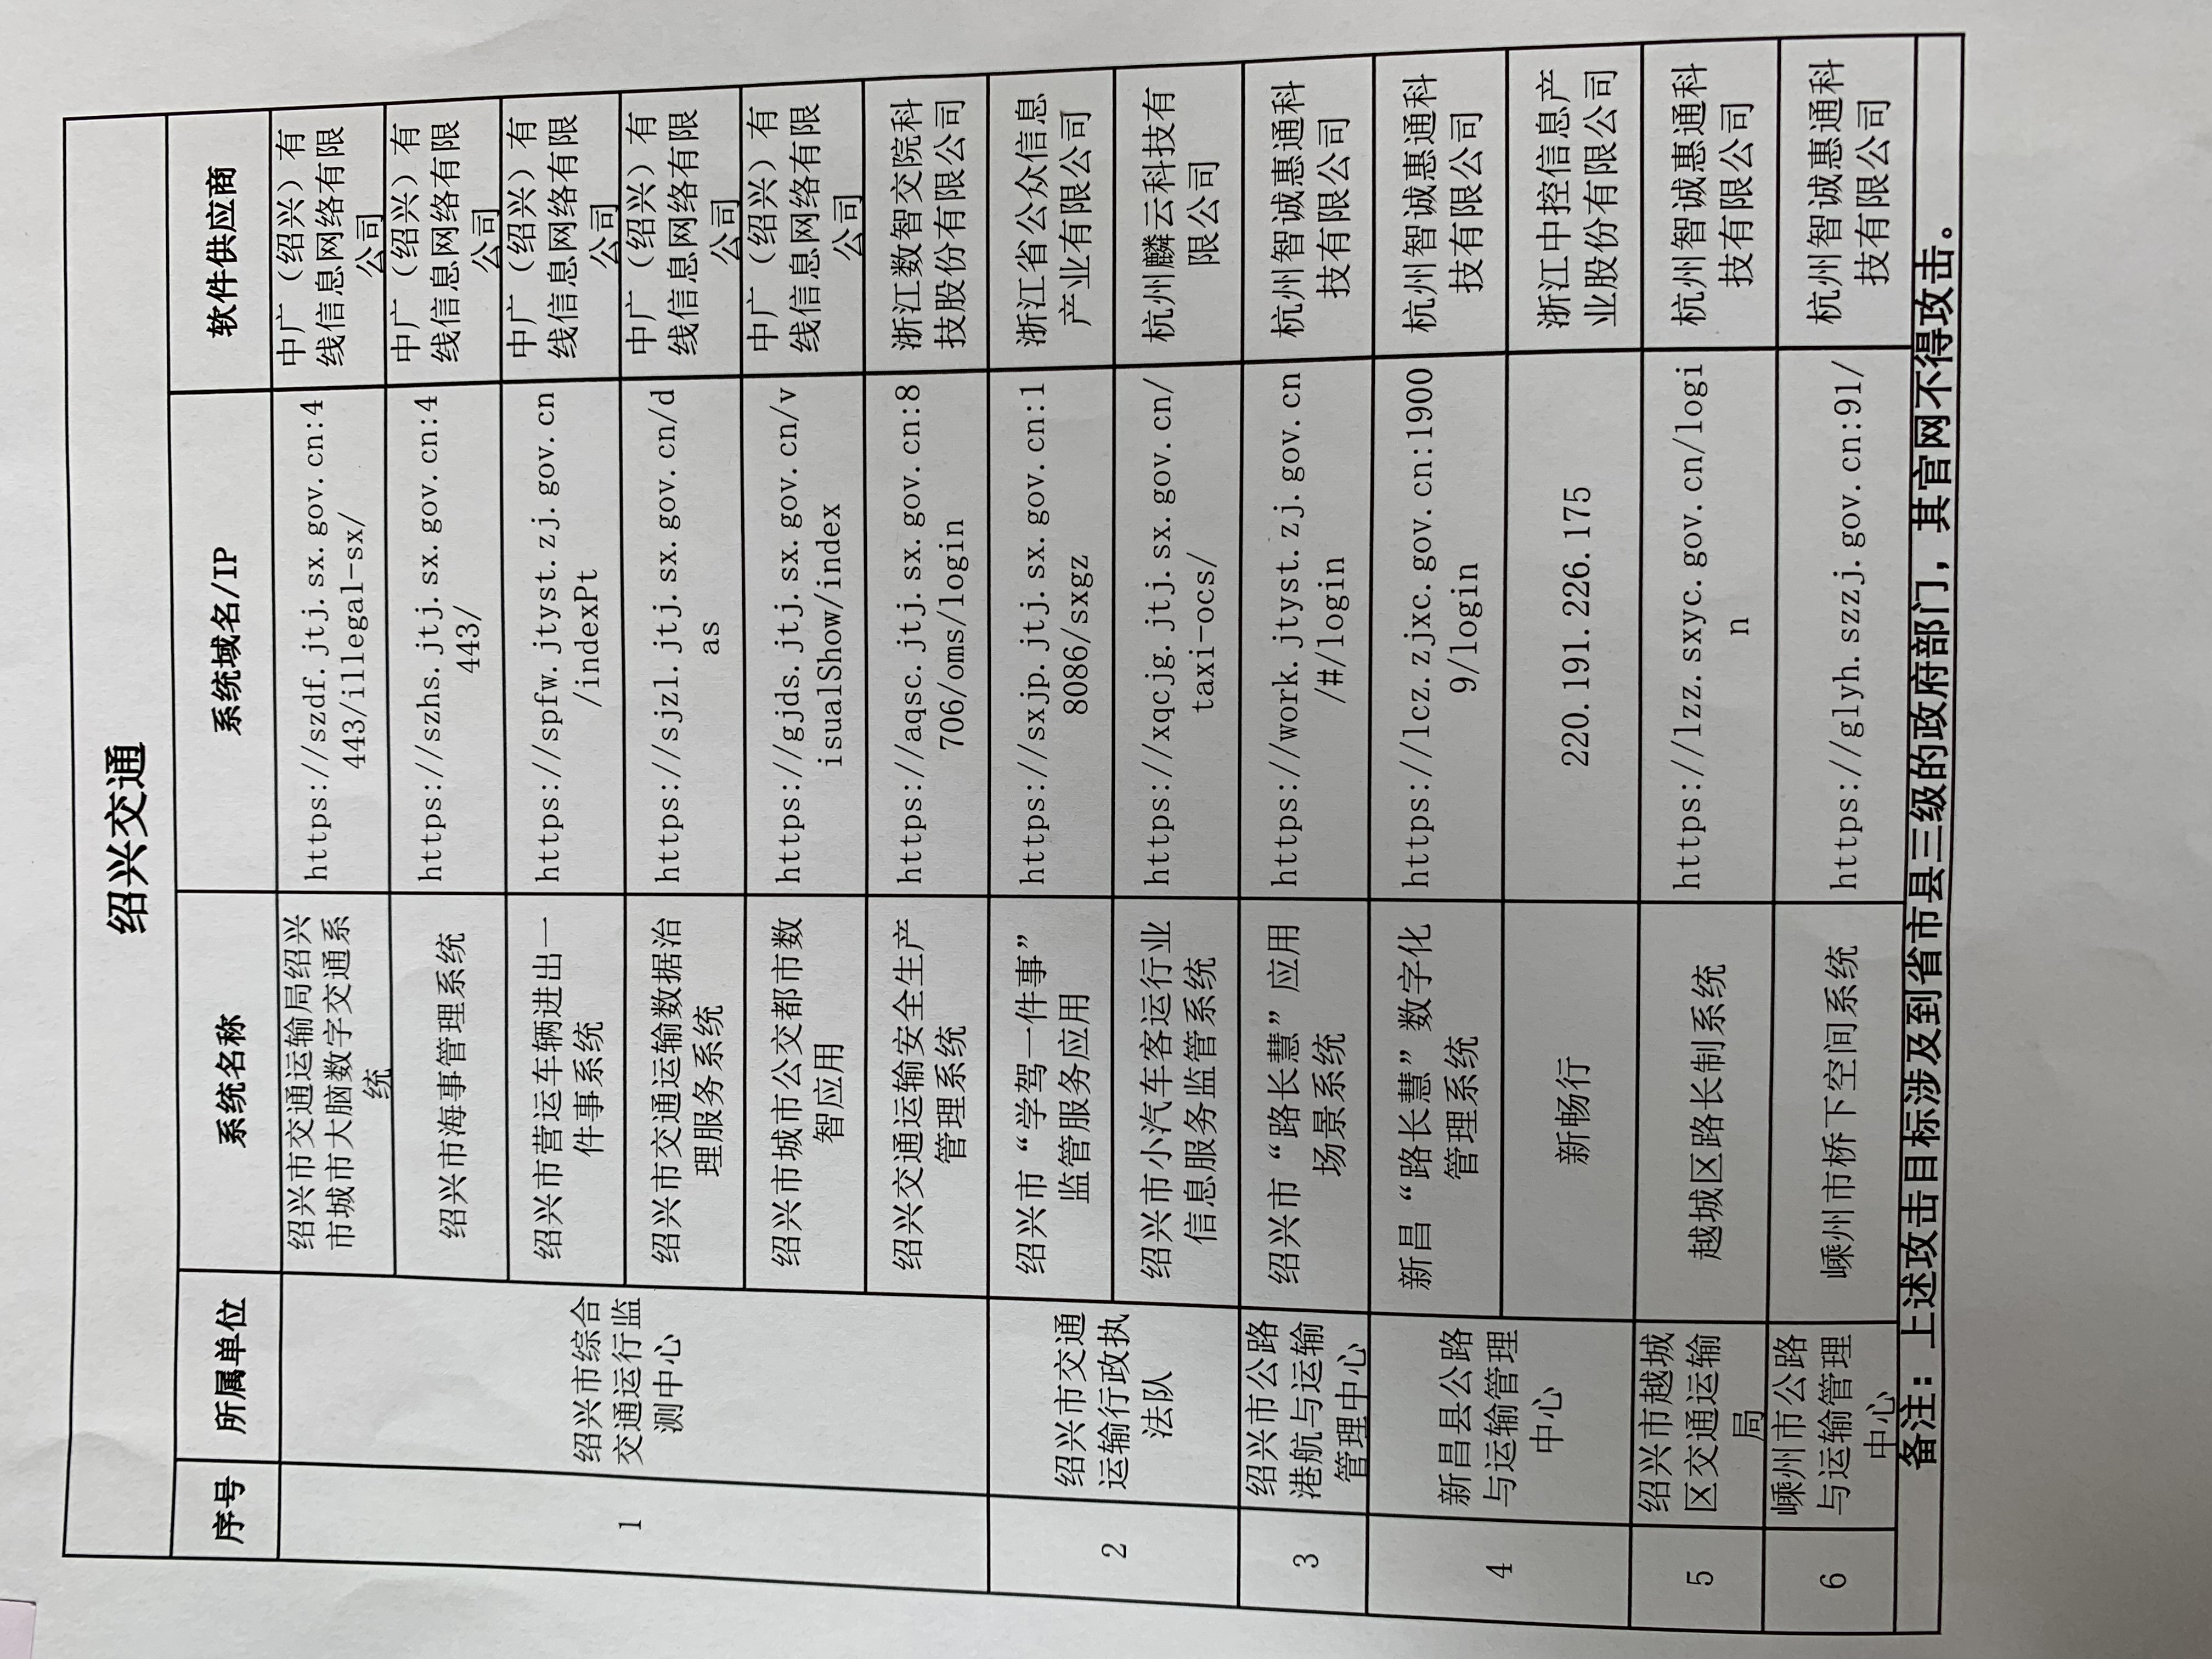 绍兴交通
序号
所属单位
系统名称
系统域名/IP
软件供应商
1
绍兴市综合
交通运行监
测中心
绍兴市交通运输局绍兴
市城市大脑数字交通系
统
https://szdf.jtj.sx.gov.cn:4
443/illegal-sx/
中广（绍兴）有
线信息网络有限
公司
绍兴市海事管理系统
https://szhs.jtj.sx.gov.cn:4
443/
中广（绍兴）有
线信息网络有限
公司
绍兴市营运车辆进出一
件事系统
https://spfw.jtyst.zj.gov.cn
/indexPt
中广（绍兴）有
线信息网络有限
公司
绍兴市交通运输数据治
理服务系统
https://sjzl.jtj.sx.gov.cn/d
as
中广（绍兴）有
线信息网络有限
公司
绍兴市城市公交都市数
智应用
https://gjds.jtj.sx.gov.cn/v
isualShow/index
中广（绍兴）有
线信息网络有限
公司
绍兴交通运输安全生产
管理系统
https://aqsc.jtj.sx.gov.cn:8
706/oms/login
浙江数智交院科
技股份有限公司
2
绍兴市交通
运输行政执
法队
绍兴市“学驾一件事”
监管服务应用
https://sxjp.jtj.sx.gov.cn:1
8086/sxgz
浙江省公众信息
产业有限公司
绍兴市小汽车客运行业
信息服务监管系统
https://xqcjg.jtj.sx.gov.cn/
taxi-ocs/
杭州麟云科技有
限公司
3
绍兴市公路
港航与运输
管理中心
绍兴市“路长慧”应用
场景系统
https://work.jtyst.zj.gov.cn
/#/login
杭州智诚惠通科
技有限公司
4
新昌县公路
与运输管理
中心
新昌“路长慧”数字化
管理系统
https://lcz.zjxc.gov.cn:1900
9/login
杭州智诚惠通科
技有限公司
新畅行
220.191.226.175
浙江中控信息产
业股份有限公司
5
绍兴市越城
区交通运输
局
越城区路长制系统
https://lzz.sxyc.gov.cn/logi
n
杭州智诚惠通科
技有限公司
6
嵊州市公路
与运输管理
中心
嵊州市桥下空间系统
https://glyh.szzj.gov.cn:91/
杭州智诚惠通科
技有限公司
备注：上述攻击目标涉及到省市县三级的政府部门，其官网不得攻击。